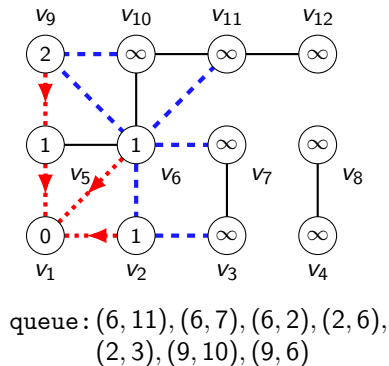 v₉ v₁₀ v₁₁ v₁₂
2 ∞ ∞ ∞
1 1 ∞ ∞
v₅ v₆ v₇ v₈
0 1 ∞ ∞
v₁ v₂ v₃ v₄
queue: (6, 11), (6, 7), (6, 2), (2, 6),
(2, 3), (9, 10), (9, 6)